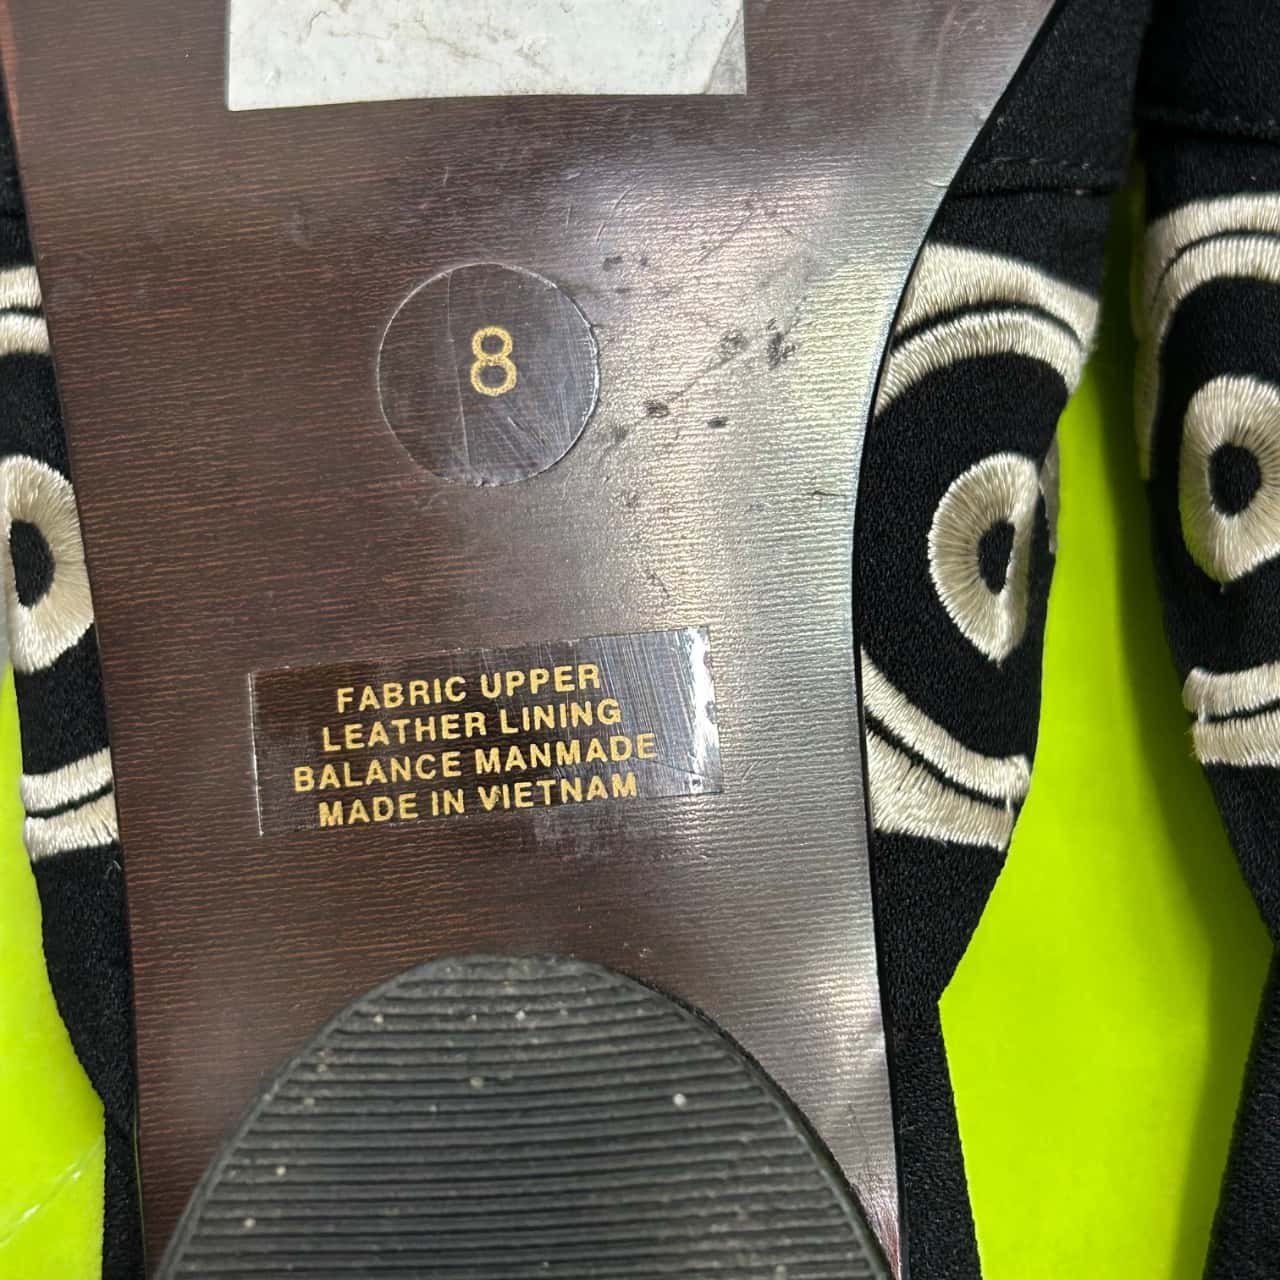 8
FABRIC UPPER
LEATHER LINING
BALANCE MANMADE
MADE IN VIETNAM